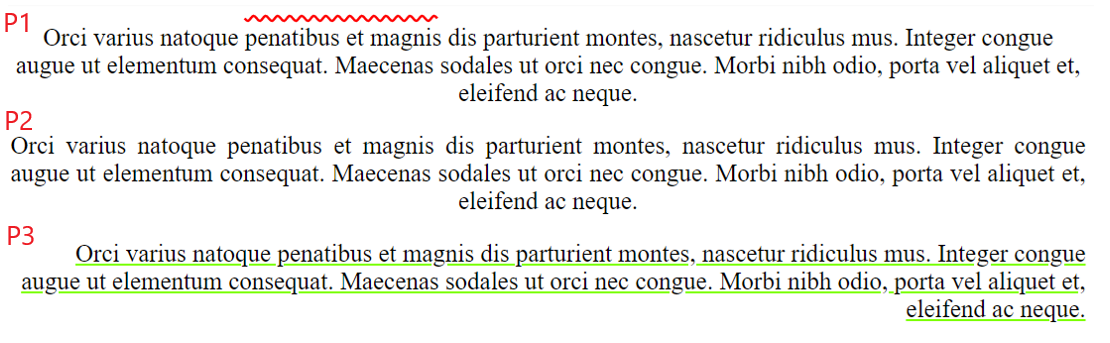 P1
Orci varius natoque penatibus et magnis dis parturient montes, nascetur ridiculus mus. Integer congue
augue ut elementum consequat. Maecenas sodales ut orci nec congue. Morbi nibh odio, porta vel aliquet et,
eleifend ac neque.
P2
Orci varius natoque penatibus et magnis dis parturient montes, nascetur ridiculus mus. Integer congue
augue ut elementum consequat. Maecenas sodales ut orci nec congue. Morbi nibh odio, porta vel aliquet et,
eleifend ac neque.
P3
Orci varius natoque penatibus et magnis dis parturient montes, nascetur ridiculus mus. Integer congue
augue ut elementum consequat. Maecenas sodales ut orci nec congue. Morbi nibh odio, porta vel aliquet et,
eleifend ac neque.